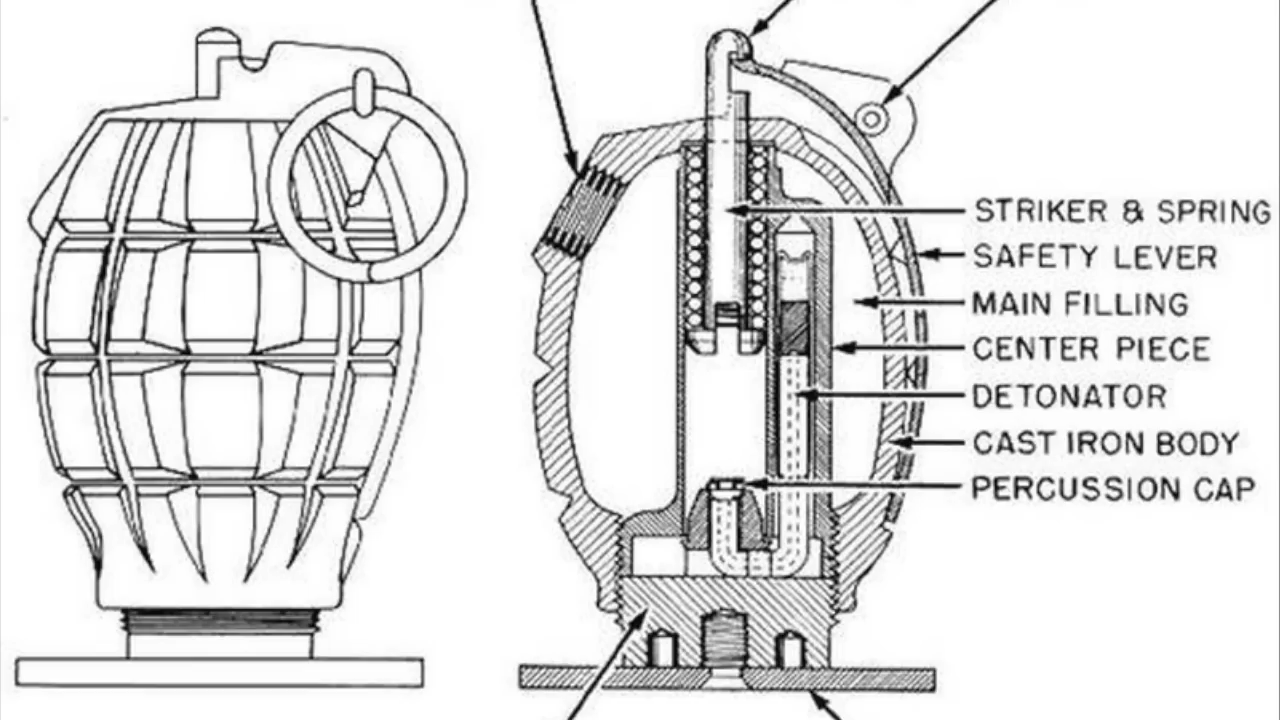 STRIKER & SPRING
SAFETY LEVER
MAIN FILLING
CENTER PIECE
DETONATOR
CAST IRON BODY
PERCUSSION CAP